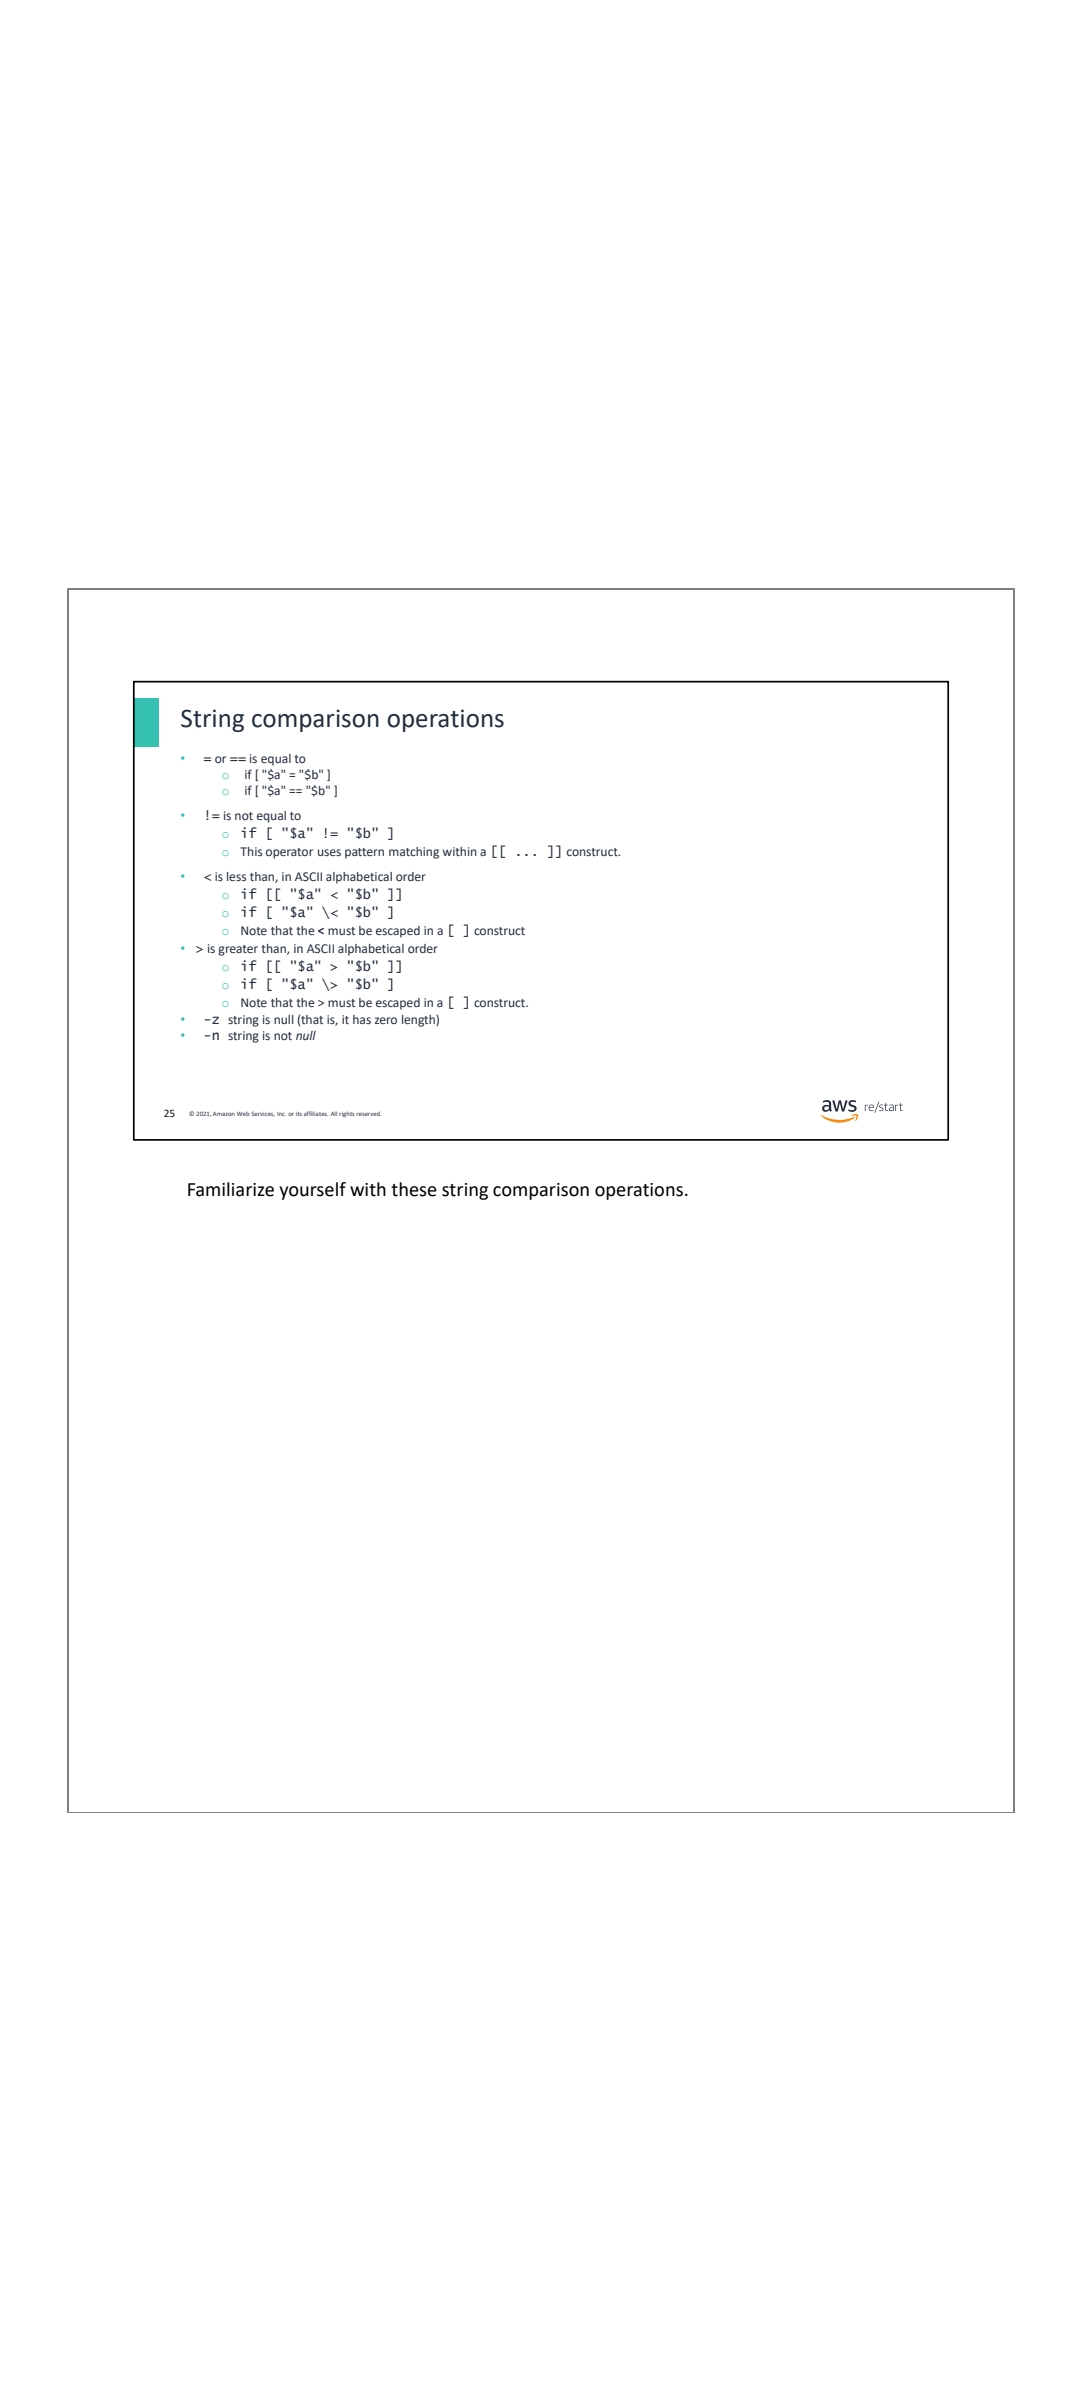 String comparison operations
• = or == is equal to
o if [ "$a" = "$b" ]
o if [ "$a" == "$b" ]
• != is not equal to
o if [ "$a" != "$b" ]
o This operator uses pattern matching within a [[ ... ]] construct.
• < is less than, in ASCII alphabetical order
o if [[ "$a" < "$b" ]]
o if [ "$a" \< "$b" ]
o Note that the < must be escaped in a [ ] construct
• > is greater than, in ASCII alphabetical order
o if [[ "$a" > "$b" ]]
o if [ "$a" \> "$b" ]
o Note that the > must be escaped in a [ ] construct.
• -z string is null (that is, it has zero length)
• -n string is not null
25 © 2021, Amazon Web Services, Inc. or its affiliates. All rights reserved.
aws re/start
Familiarize yourself with these string comparison operations.